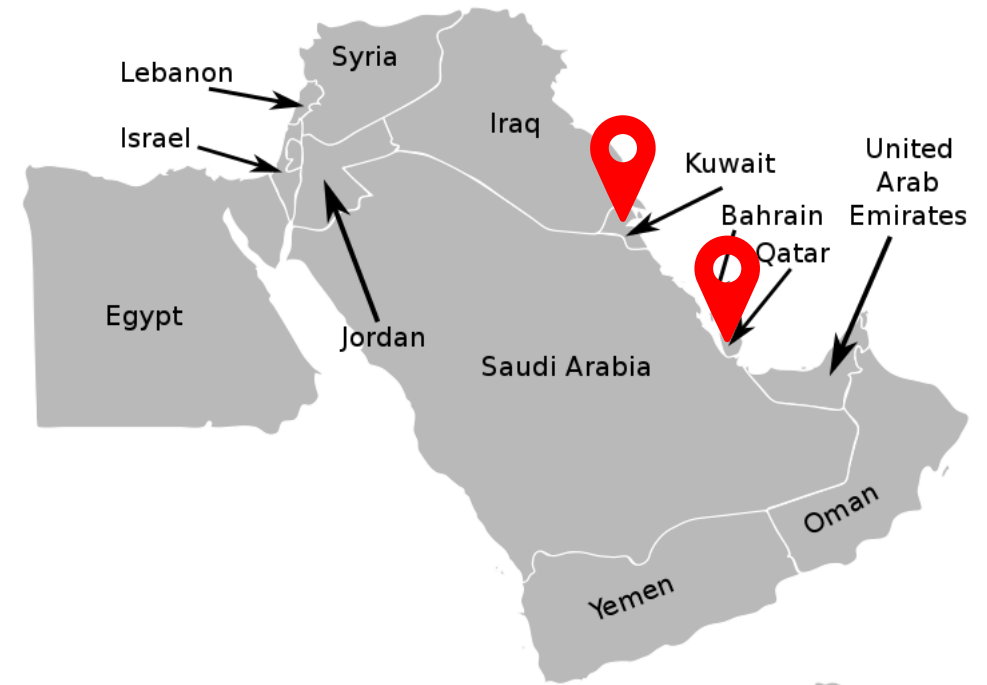 Syria
Lebanon
Iraq
Israel
United
Arab
Emirates
Kuwait
Bahrain
Qatar
Egypt
Jordan
Saudi Arabia
Oman
Yemen